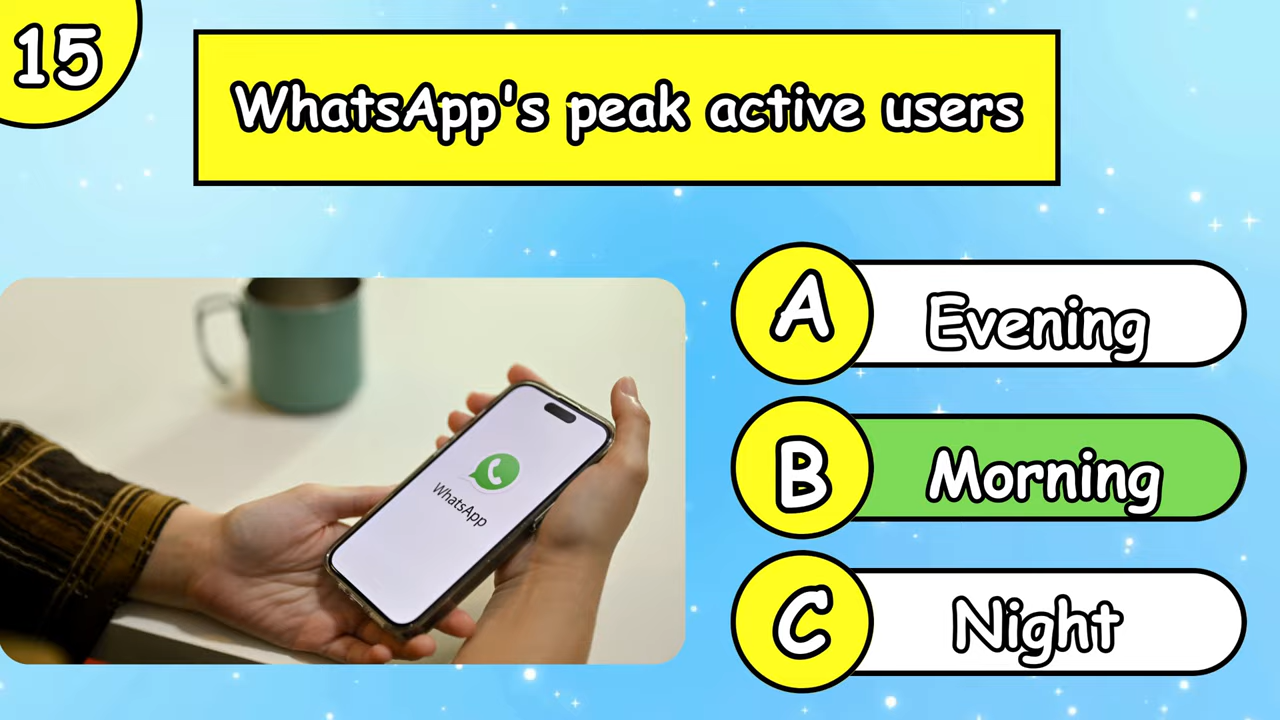 15
WhatsApp's peak active users
A Evening
WhatsApp
B Morning
C Night